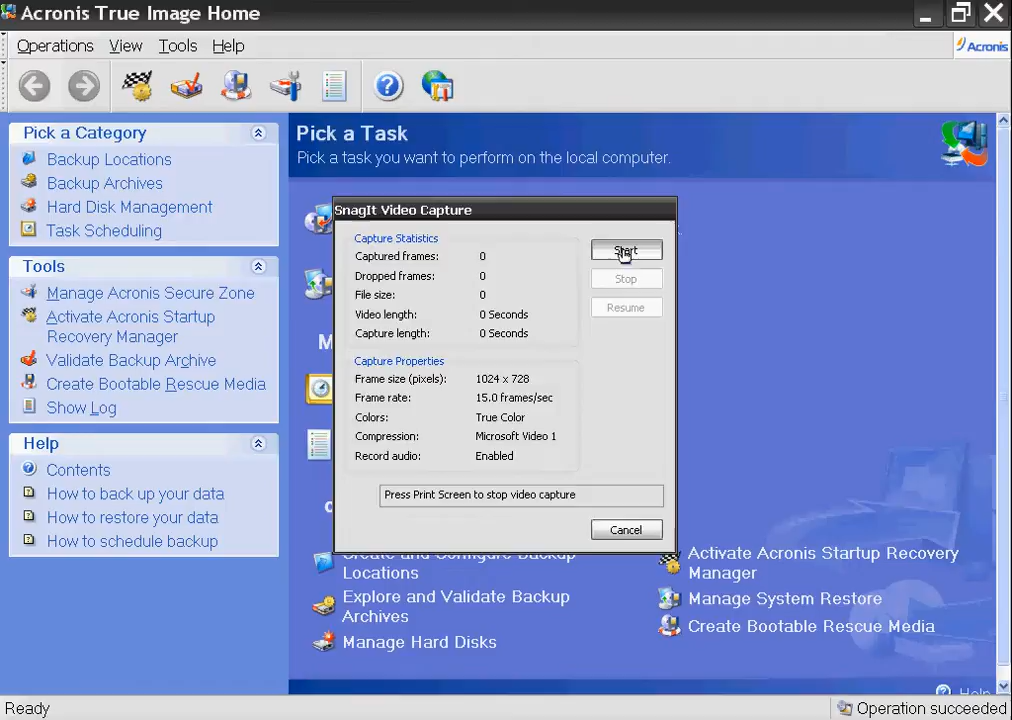 Acronis True Image Home
Operations View Tools Help
Acronis
Pick a Category
Backup Locations
Backup Archives
Hard Disk Management
Task Scheduling
Tools
Manage Acronis Secure Zone
Activate Acronis Startup
Recovery Manager
Validate Backup Archive
Create Bootable Rescue Media
Show Log
Help
Contents
How to back up your data
How to restore your data
How to schedule backup
Pick a Task
Pick a task you want to perform on the local computer.
SnagIt Video Capture
Capture Statistics
Captured frames: 0
Dropped frames: 0
File size: 0
Video length: 0 Seconds
Capture length: 0 Seconds
Start
Stop
Resume
Capture Properties
Frame size (pixels): 1024 x 728
Frame rate: 15.0 frames/sec
Colors: True Color
Compression: Microsoft Video 1
Record audio: Enabled
Press Print Screen to stop video capture
Cancel
M
Create and Configure Backup
Locations
Explore and Validate Backup
Archives
Manage Hard Disks
Activate Acronis Startup Recovery
Manager
Manage System Restore
Create Bootable Rescue Media
Help
Ready
Operation succeeded